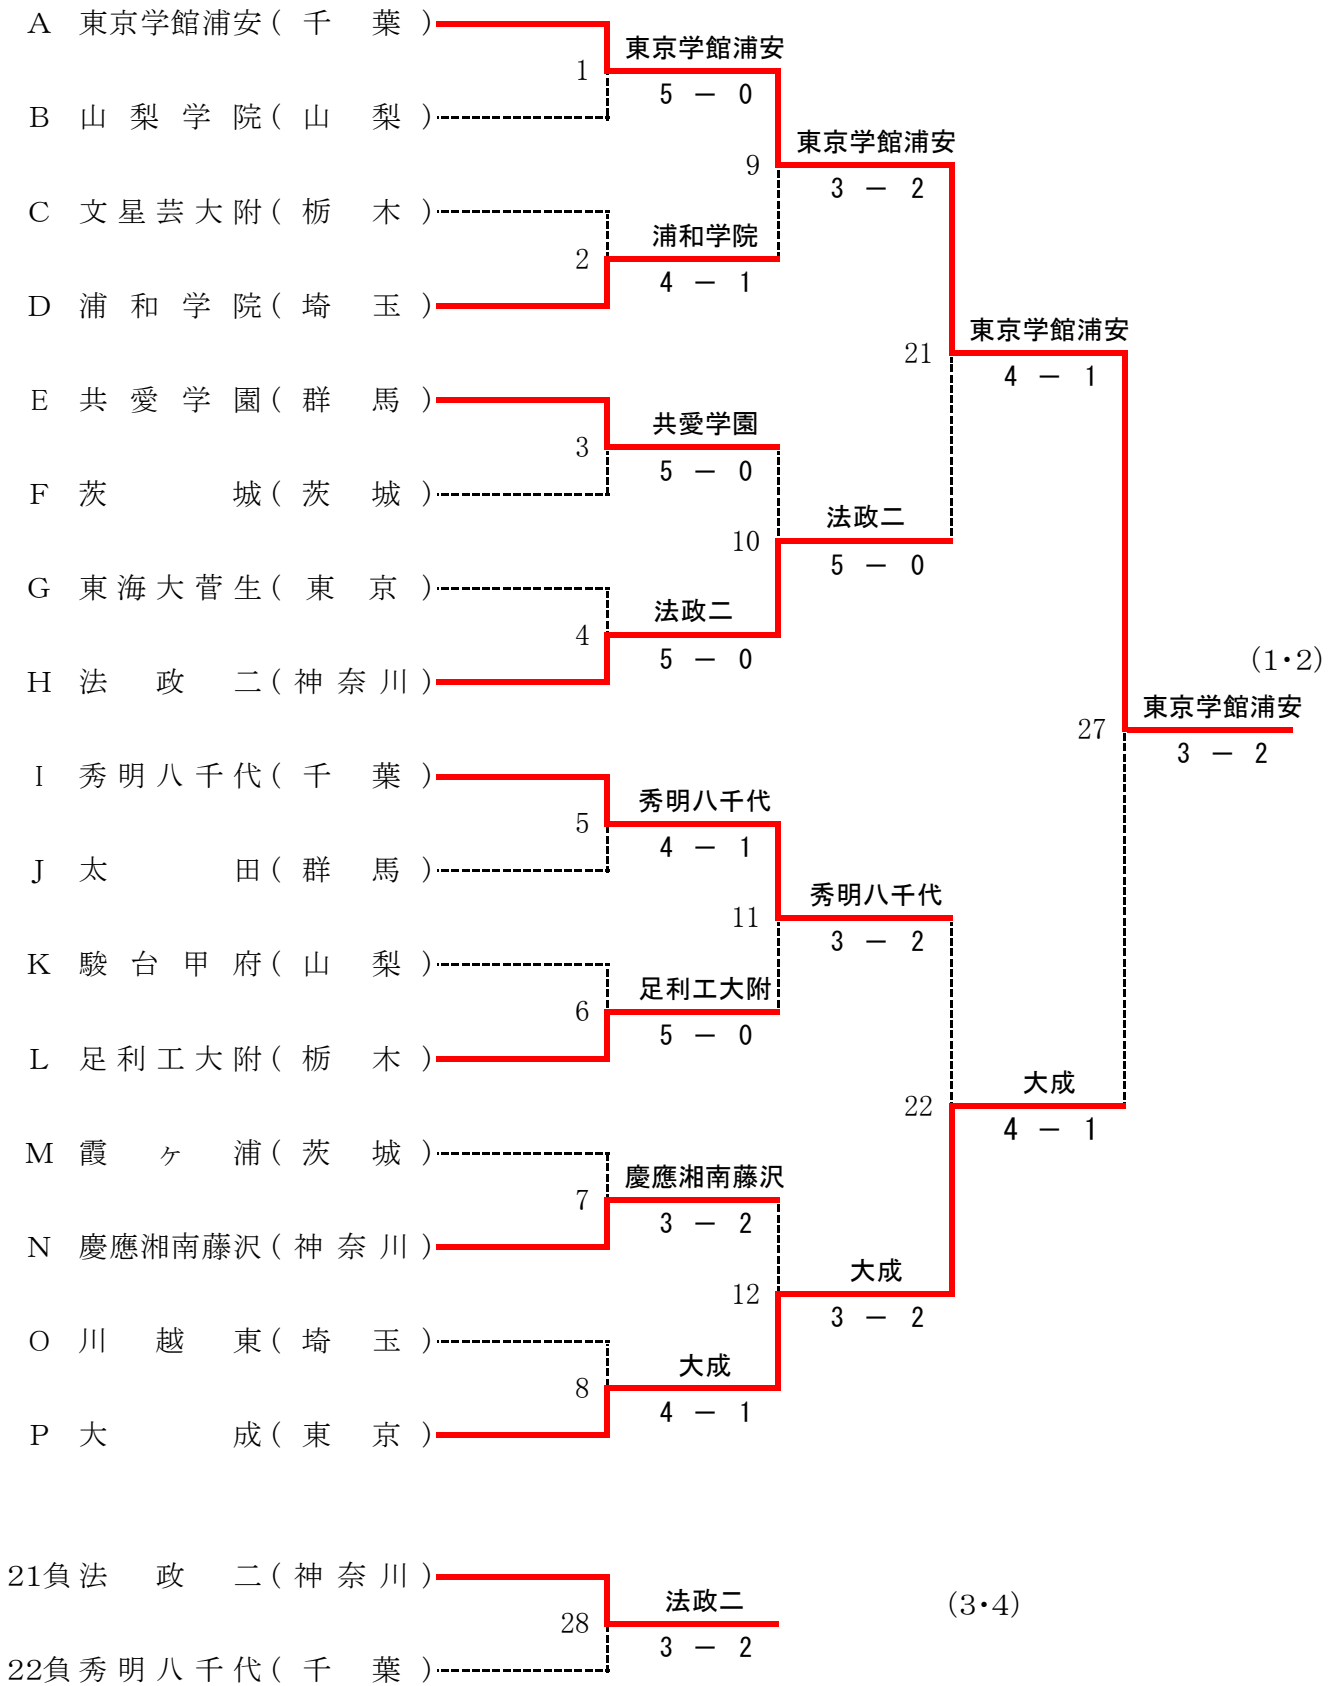 A 東京学館浦安 ( 千 葉 )
東京学館浦安
1
5 － 0
B 山梨学院 ( 山 梨 )
東京学館浦安
9
3 － 2
C 文星芸大附 ( 栃 木 )
浦和学院
2
4 － 1
D 浦和学院 ( 埼 玉 )
東京学館浦安
21
4 － 1
E 共愛学園 ( 群 馬 )
共愛学園
3
5 － 0
F 茨城 ( 茨 城 )
法政二
10
5 － 0
G 東海大菅生 ( 東 京 )
法政二
4
5 － 0
H 法政二 ( 神奈川 )
(1・2)
東京学館浦安
27
3 － 2
I 秀明八千代 ( 千 葉 )
秀明八千代
5
4 － 1
J 太田 ( 群 馬 )
秀明八千代
11
3 － 2
K 駿台甲府 ( 山 梨 )
足利工大附
6
5 － 0
L 足利工大附 ( 栃 木 )
大成
22
4 － 1
M 霞ヶ浦 ( 茨 城 )
慶應湘南藤沢
7
3 － 2
N 慶應湘南藤沢 ( 神奈川 )
大成
12
3 － 2
O 川越東 ( 埼 玉 )
大成
8
4 － 1
P 大成 ( 東 京 )
21負 法政二 ( 神奈川 )
法政二
(3・4)
28
3 － 2
22負 秀明八千代 ( 千 葉 )